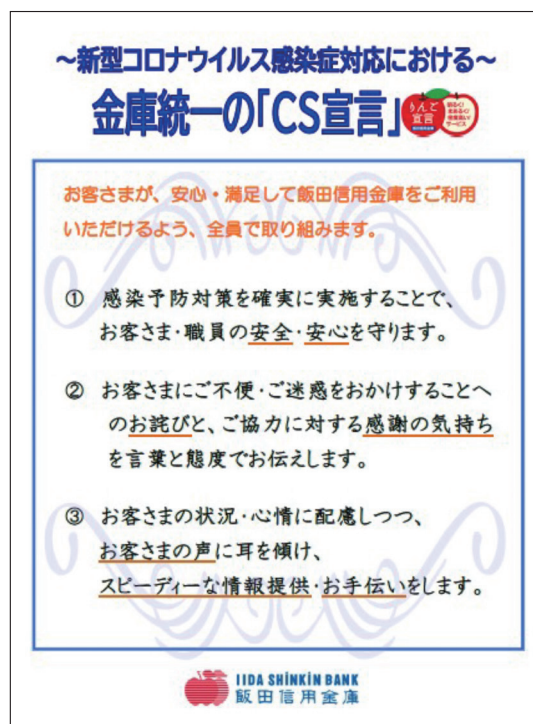 ～新型コロナウイルス感染症対応における～
金庫統一の「CS宣言」
りんご
宣言
お客さまが、安心・満足して飯田信用金庫をご利用
いただけるよう、全員で取り組みます。
① 感染予防対策を確実に実施することで、
お客さま・職員の安全・安心を守ります。
② お客さまにご不便・ご迷惑をおかけすることへ
のお詫びと、ご協力に対する感謝の気持ち
を言葉と態度でお伝えします。
③ お客さまの状況・心情に配慮しつつ、
お客さまの声に耳を傾け、
スピーディーな情報提供・お手伝いをします。
IIDA SHINKIN BANK
飯田信用金庫